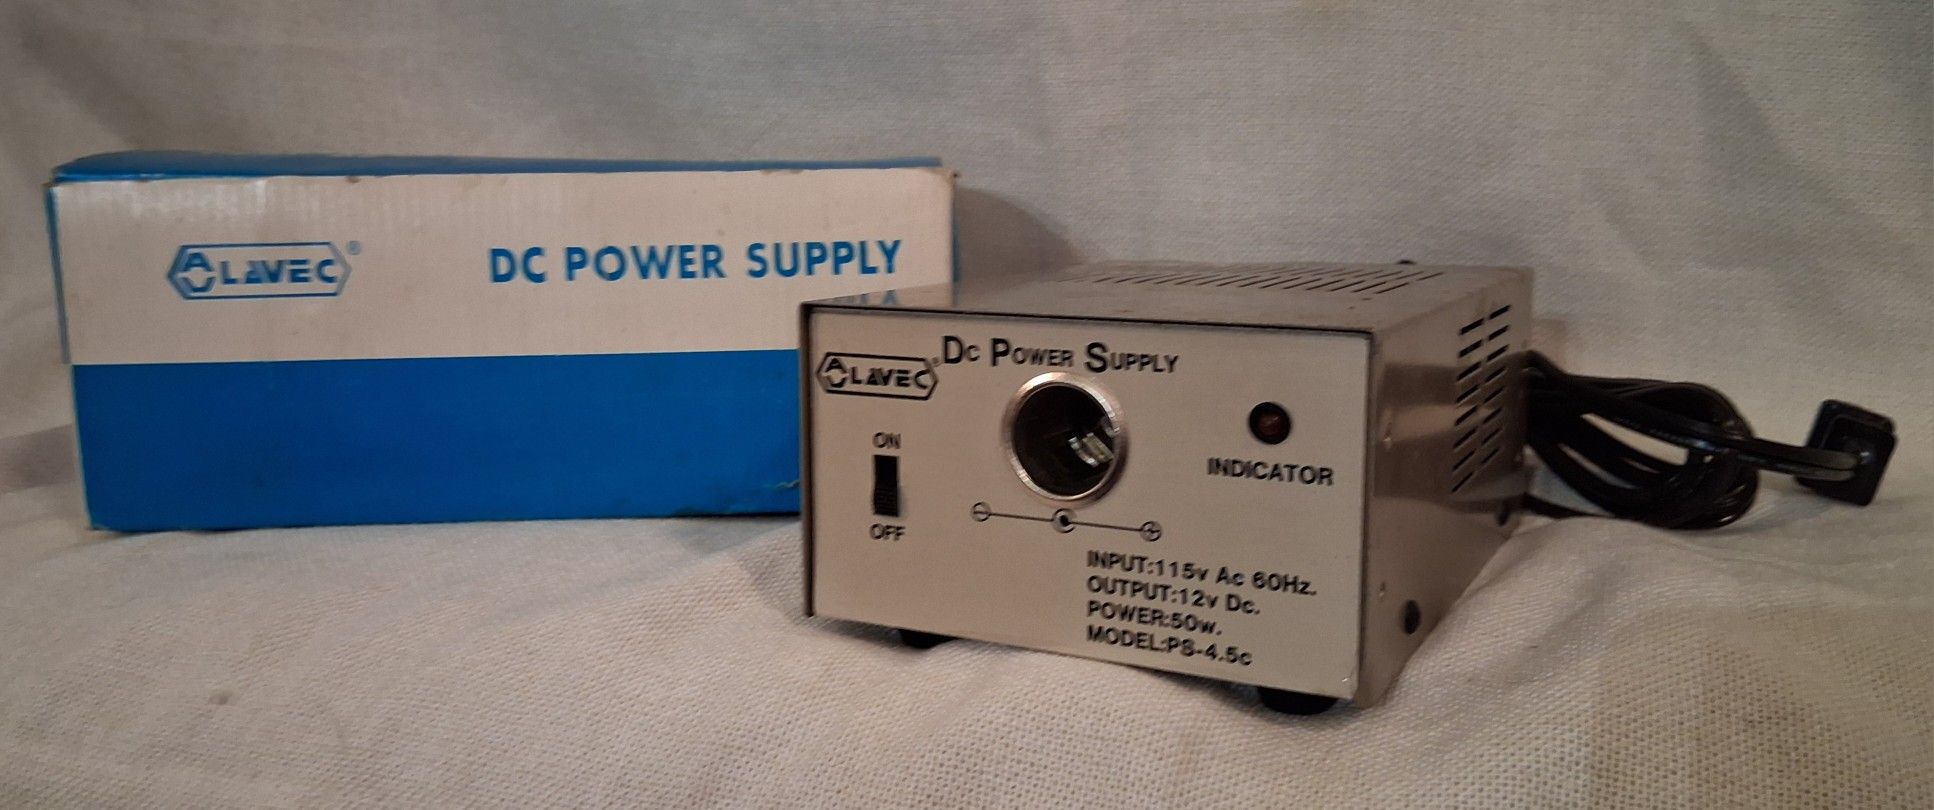 ALAVEC®
DC POWER SUPPLY
ALAVEC®
DC POWER SUPPLY
ON
OFF
INDICATOR
INPUT:115v Ac 60Hz.
OUTPUT:12v Dc.
POWER:50w.
MODEL:PS-4.5c